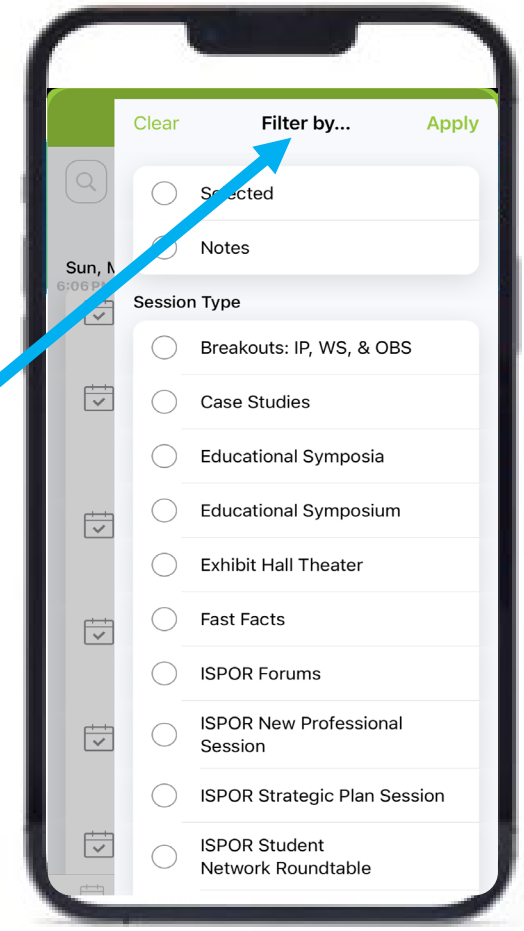 Clear Filter by... Apply
Selected
Notes
Sun, M
6:06 P
Session Type
Breakouts: IP, WS, & OBS
Case Studies
Educational Symposia
Educational Symposium
Exhibit Hall Theater
Fast Facts
ISPOR Forums
ISPOR New Professional
Session
ISPOR Strategic Plan Session
ISPOR Student
Network Roundtable